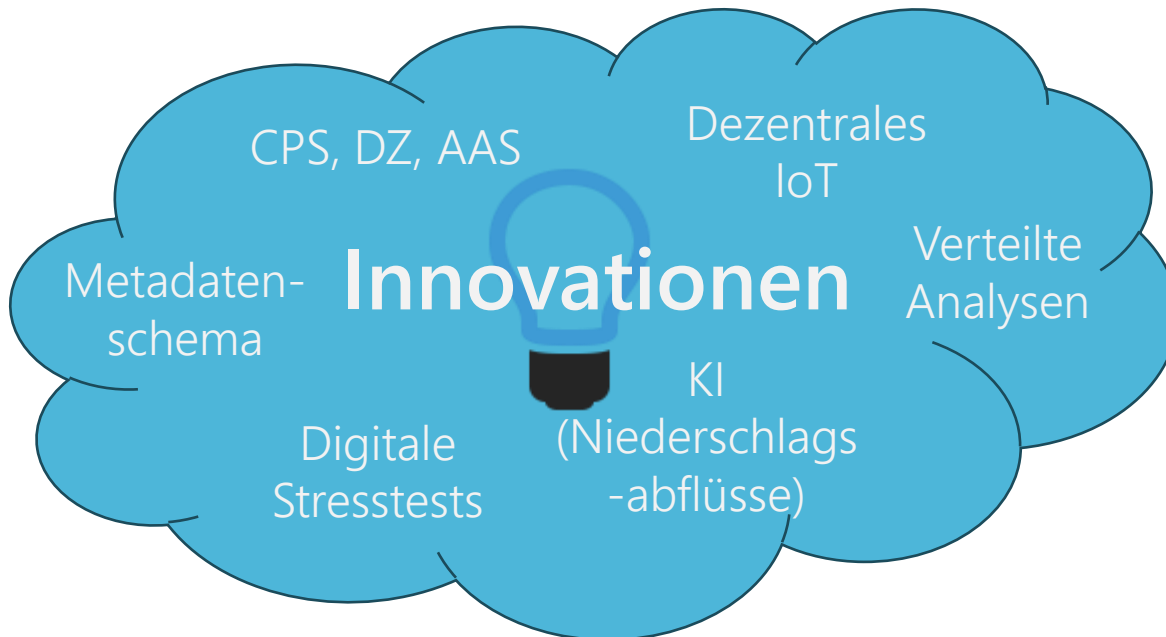 CPS, DZ, AAS
Dezentrales
IoT
Metadaten-
schema
Innovationen
Verteilte
Analysen
Digitale
Stresstests
KI
(Niederschlags
-abflüsse)